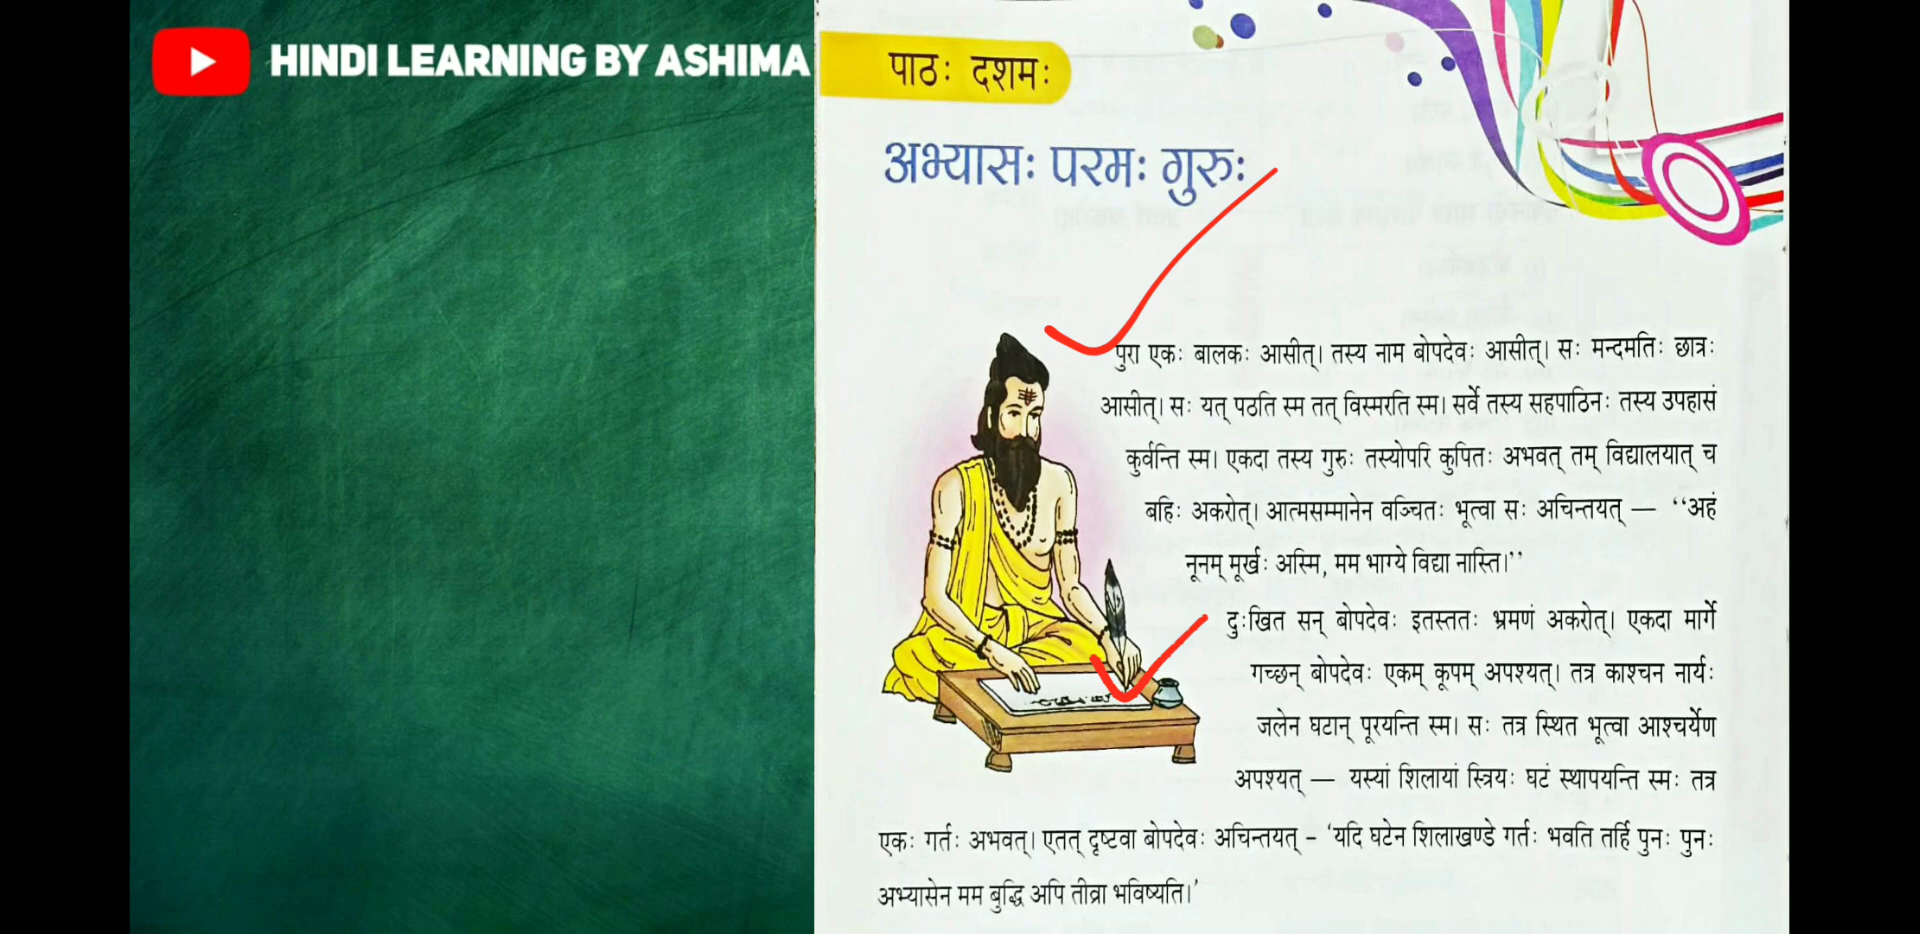 HINDI LEARNING BY ASHIMA
पाठः दशमः
अभ्यासः परमः गुरुः
पुरा एकः बालकः आसीत्। तस्य नाम बोपदेवः आसीत्। सः मन्दमतिः छात्रः
आसीत्। सः यत् पठति स्म तत् विस्मरति स्म। सर्वे तस्य सहपाठिनः तस्य उपहासं
कुर्वन्ति स्म। एकदा तस्य गुरुः तस्योपरि कुपितः अभवत् तम् विद्यालयात् च
बहिः अकरोत्। आत्मसम्मानेन वञ्चितः भूत्वा सः अचिन्तयत् — ‘‘अहं
नूनम् मूर्खः अस्मि, मम भाग्ये विद्या नास्ति।’’
दुःखित सन् बोपदेवः इतस्ततः भ्रमणं अकरोत्। एकदा मार्गे
गच्छन् बोपदेवः एकम् कूपम् अपश्यत्। तत्र काश्चन नार्यः
जलेन घटान् पूरयन्ति स्म। सः तत्र स्थित भूत्वा आश्चर्येण
अपश्यत् — यस्यां शिलायां स्त्रियः घटं स्थापयन्ति स्मः तत्र
एकः गर्तः अभवत्। एतत् दृष्टवा बोपदेवः अचिन्तयत् – ‘यदि घटेन शिलाखण्डे गर्तः भवति तर्हि पुनः पुनः
अभ्यासेन मम बुद्धि अपि तीव्रा भविष्यति।’